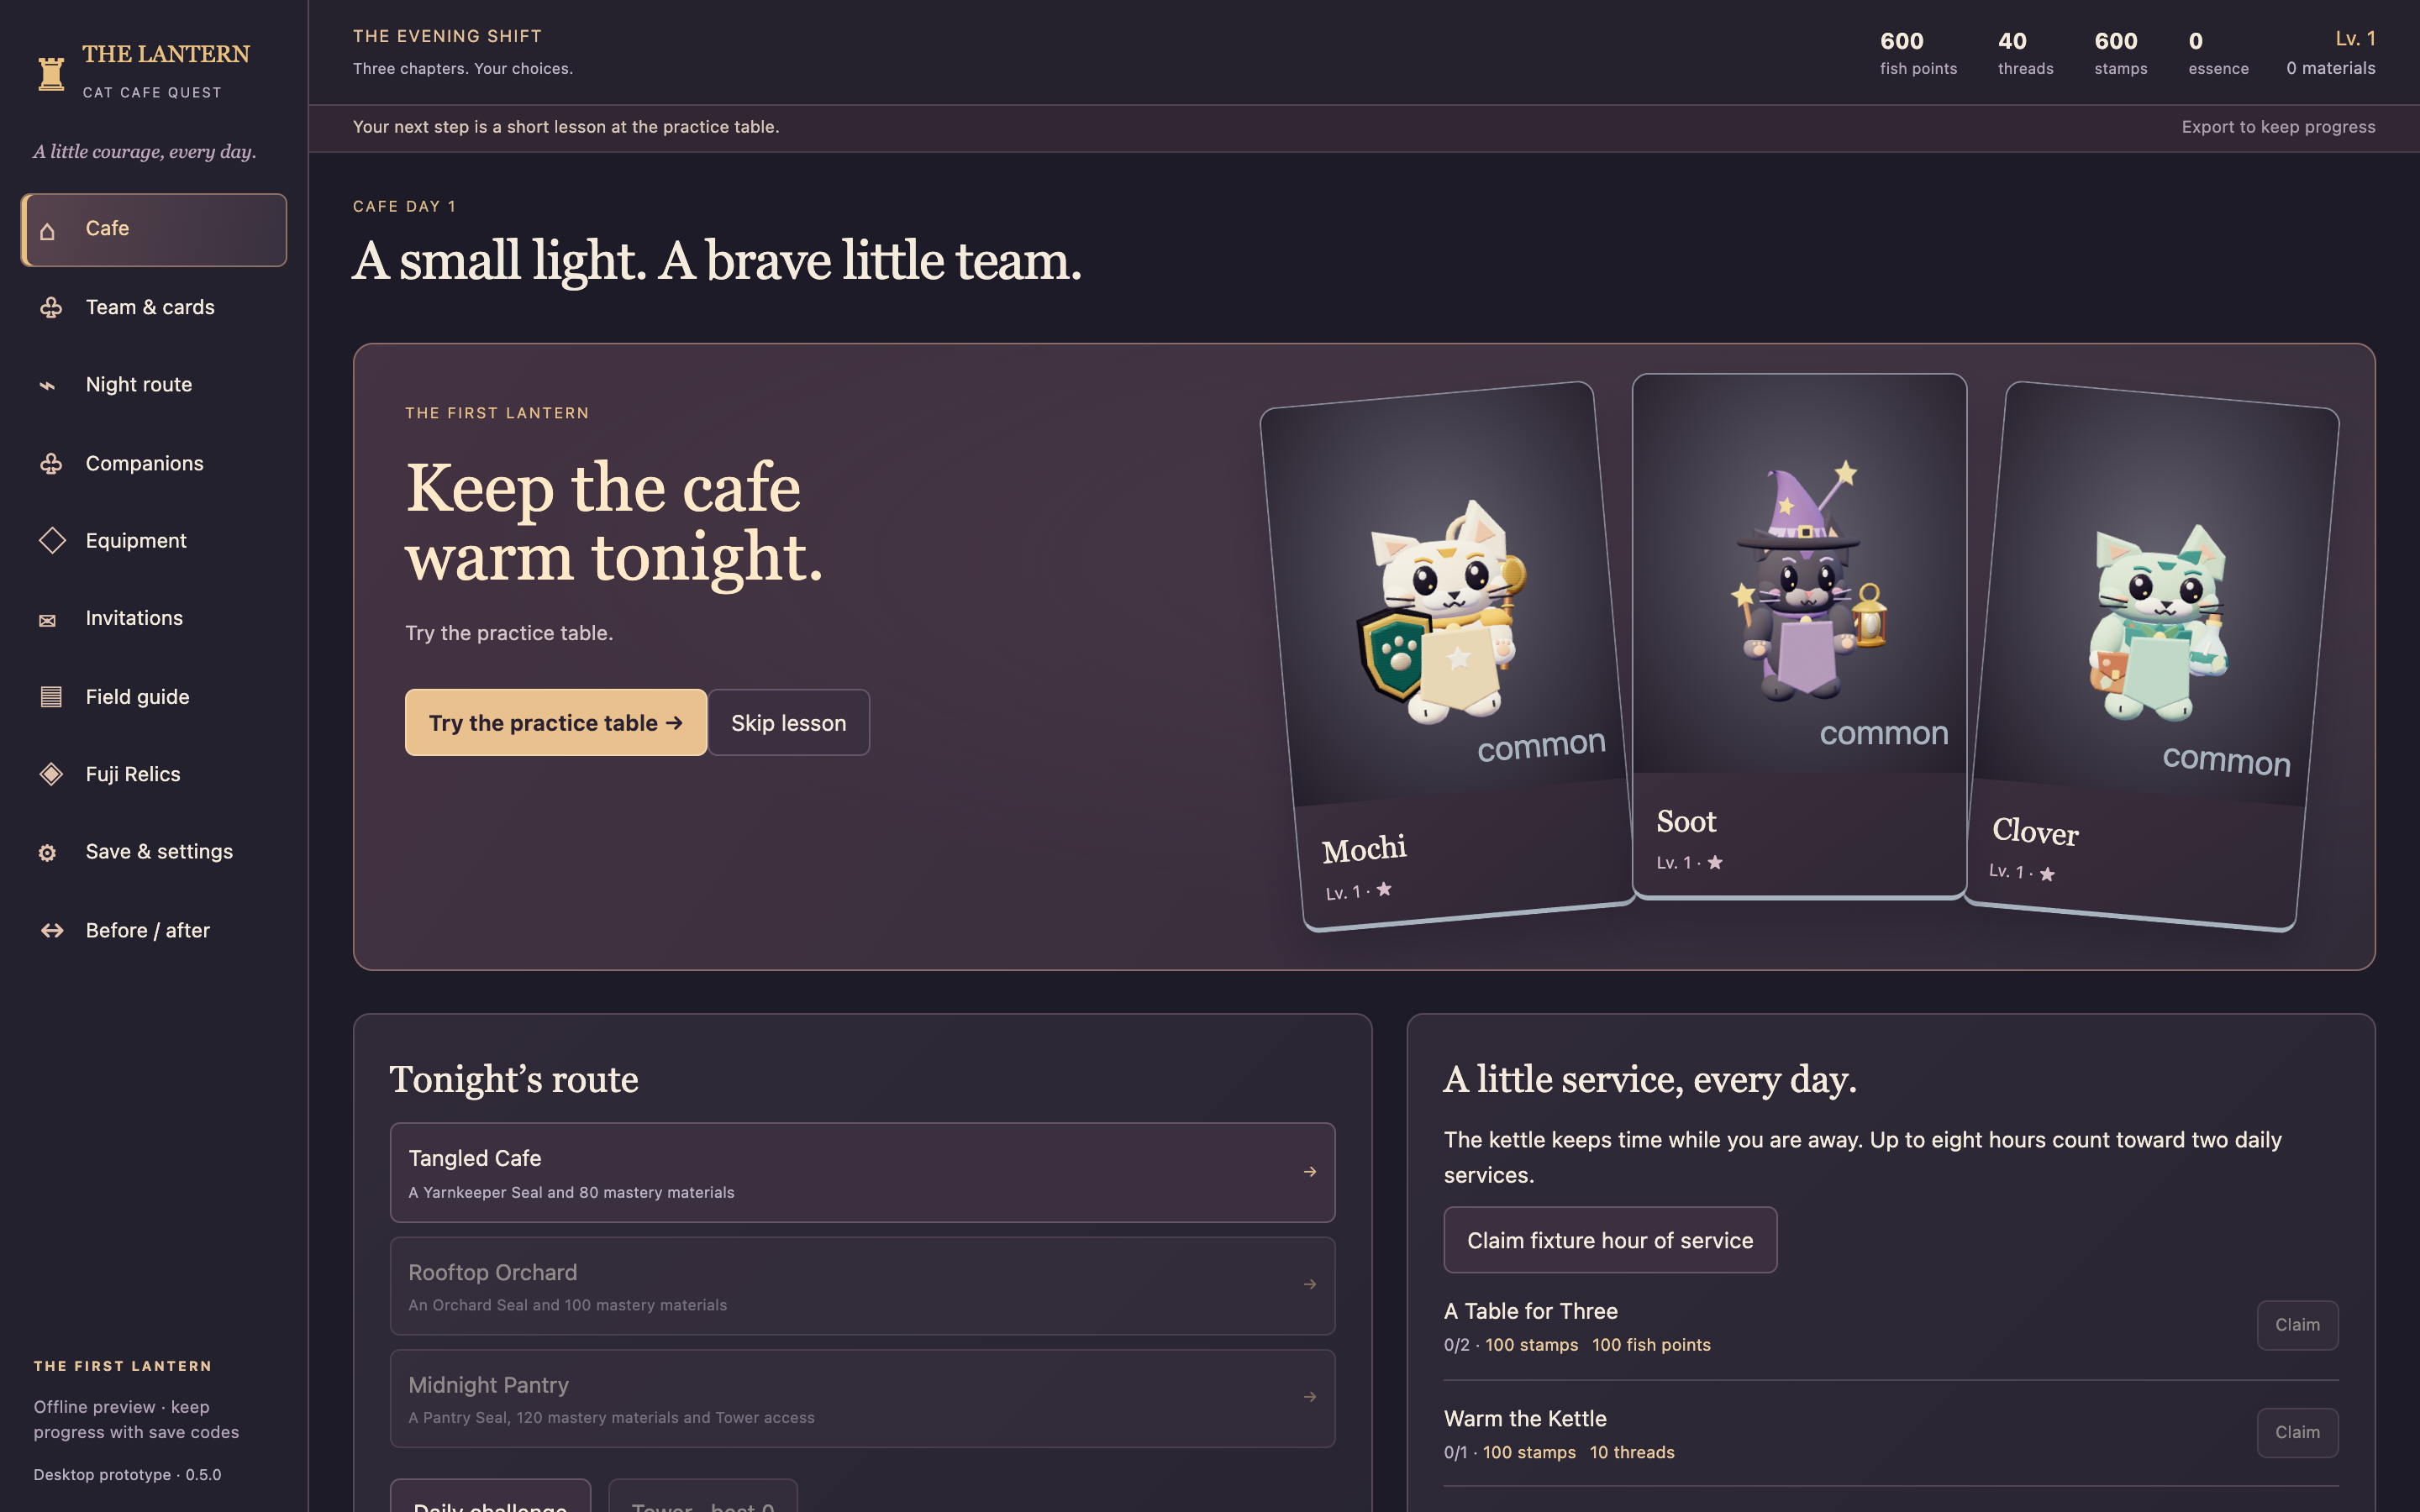 THE LANTERN
CAT CAFE QUEST
A little courage, every day.
Cafe
Team & cards
Night route
Companions
Equipment
Invitations
Field guide
Fuji Relics
Save & settings
Before / after
THE FIRST LANTERN
Offline preview · keep
progress with save codes
Desktop prototype · 0.5.0
THE EVENING SHIFT
Three chapters. Your choices.
600
fish points
40
threads
600
stamps
0
essence
Lv. 1
0 materials
Your next step is a short lesson at the practice table.
Export to keep progress
CAFE DAY 1
A small light. A brave little team.
THE FIRST LANTERN
Keep the cafe
warm tonight.
Try the practice table.
Try the practice table →
Skip lesson
common
Mochi
Lv. 1 · ★
common
Soot
Lv. 1 · ★
common
Clover
Lv. 1 · ★
Tonight’s route
Tangled Cafe
A Yarnkeeper Seal and 80 mastery materials
→
Rooftop Orchard
An Orchard Seal and 100 mastery materials
→
Midnight Pantry
A Pantry Seal, 120 mastery materials and Tower access
→
Daily challenge
Tower · best 0
A little service, every day.
The kettle keeps time while you are away. Up to eight hours count toward two daily
services.
Claim fixture hour of service
A Table for Three
0/2 · 100 stamps 100 fish points
Claim
Warm the Kettle
0/1 · 100 stamps 10 threads
Claim